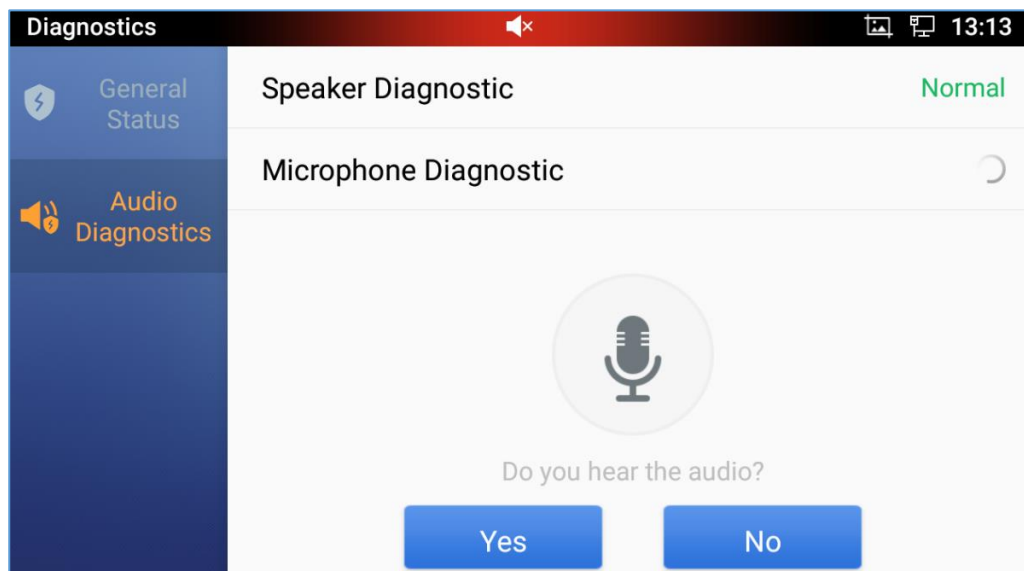 Diagnostics
13:13
General
Status
Audio
Diagnostics
Speaker Diagnostic
Normal
Microphone Diagnostic
Do you hear the audio?
Yes
No